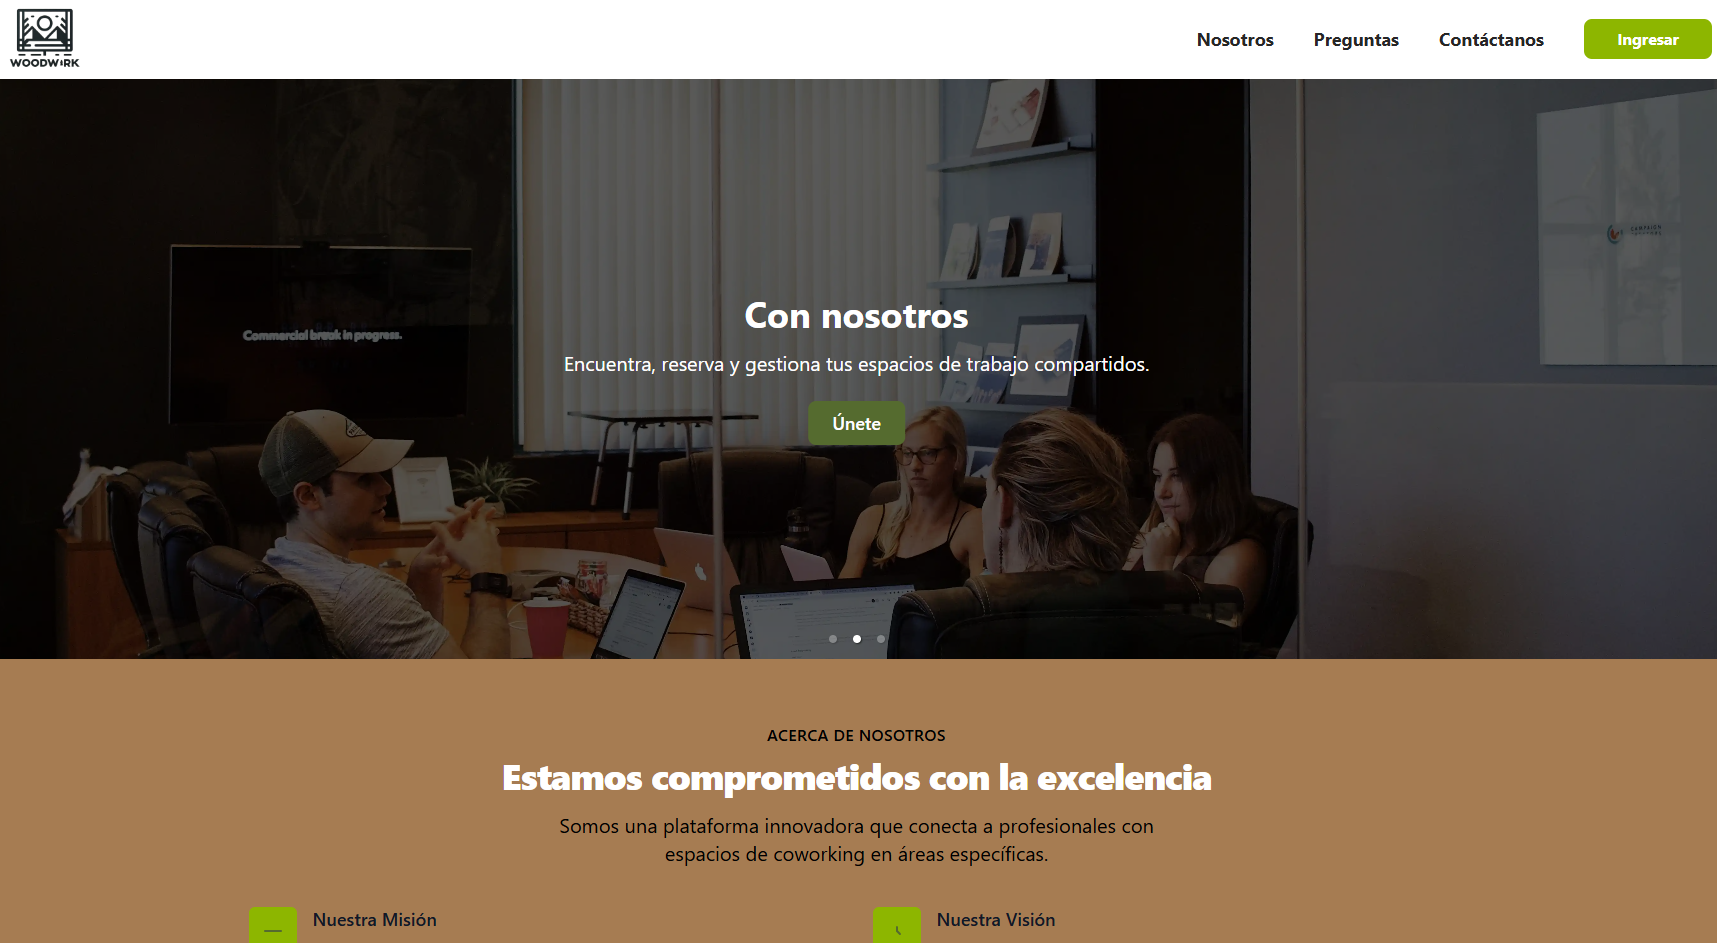 WOODWORK
Nosotros
Preguntas
Contáctanos
Ingresar
Commercial break in progress.
Con nosotros
Encuentra, reserva y gestiona tus espacios de trabajo compartidos.
Únete
ACERCA DE NOSOTROS
Estamos comprometidos con la excelencia
Somos una plataforma innovadora que conecta a profesionales con
espacios de coworking en áreas específicas.
Nuestra Misión
Nuestra Visión